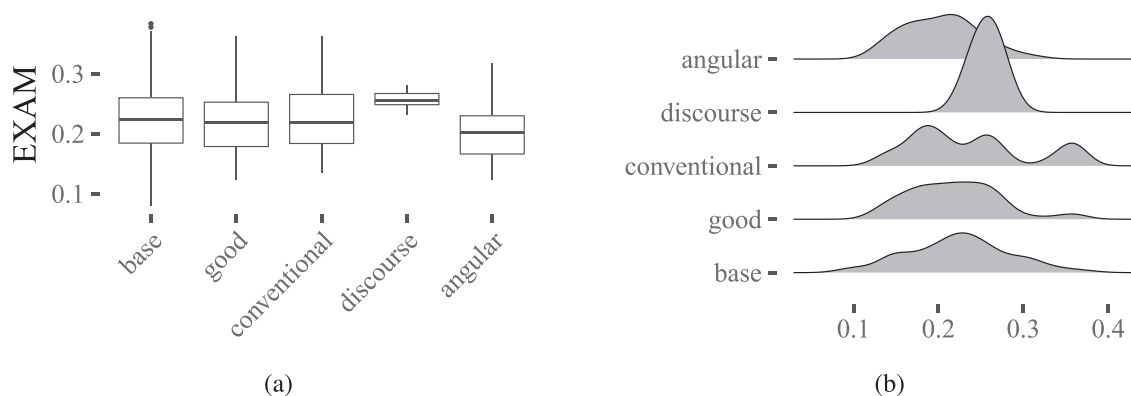 EXAM
0.3
0.2
0.1
base
good
conventional
discourse
angular
(a)
angular
discourse
conventional
good
base
0.1 0.2 0.3 0.4
(b)